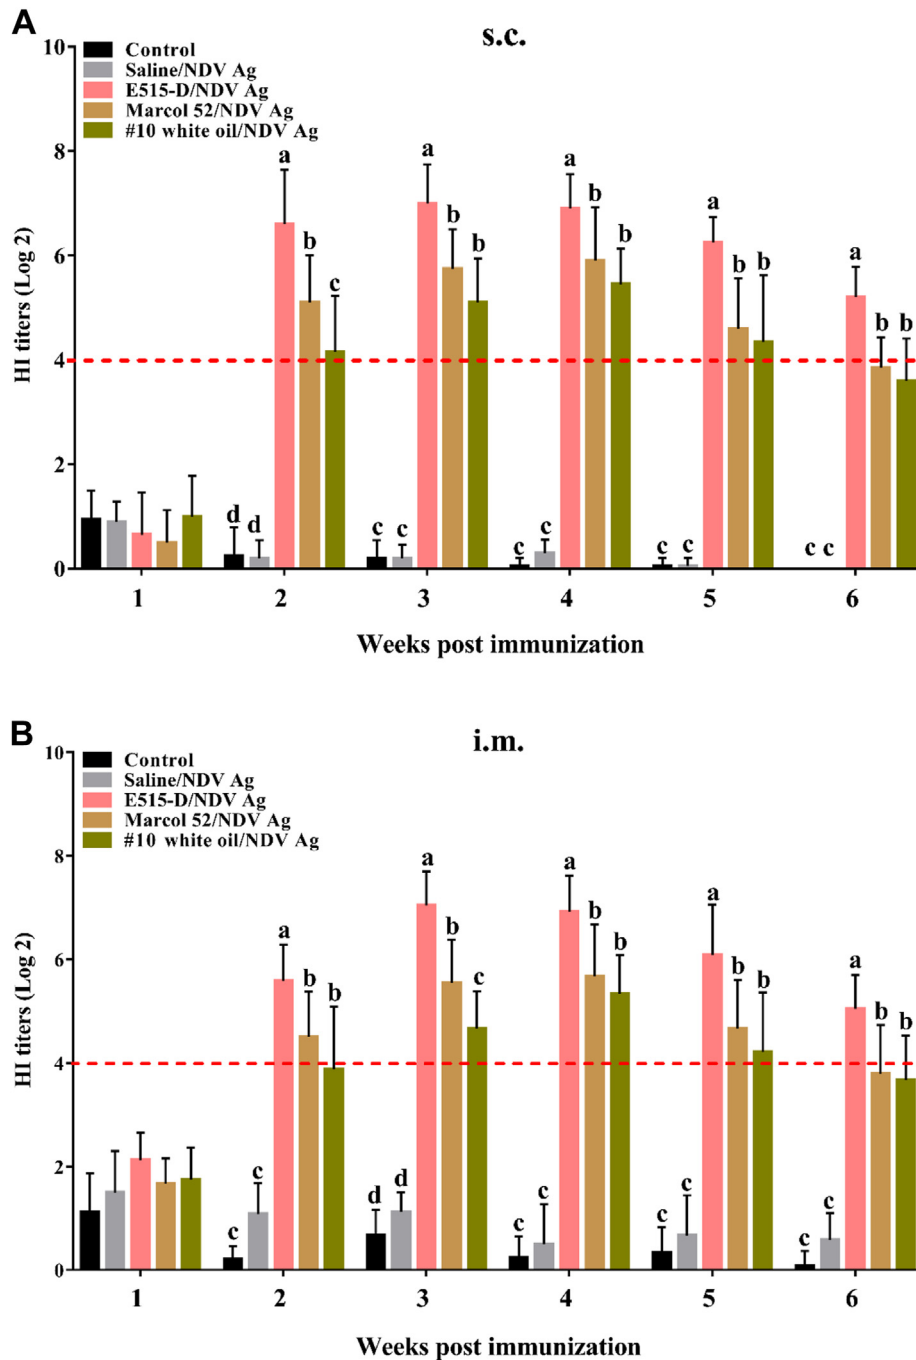 A
s.c.
10
Control
Saline/NDV Ag
E515-D/NDV Ag
Marcol 52/NDV Ag
#10 white oil/NDV Ag
8
a a a a
b b b b b
6
c b b a
b b
HI titers (Log 2)
4
2
d d c c c c c c c c
0
1 2 3 4 5 6
Weeks post immunization
B
i.m.
10
Control
Saline/NDV Ag
E515-D/NDV Ag
Marcol 52/NDV Ag
#10 white oil/NDV Ag
8
a a a a
b b b
6
b b c b b a
b b
HI titers (Log 2)
4
2
c c d d c c c c c c
0
1 2 3 4 5 6
Weeks post immunization